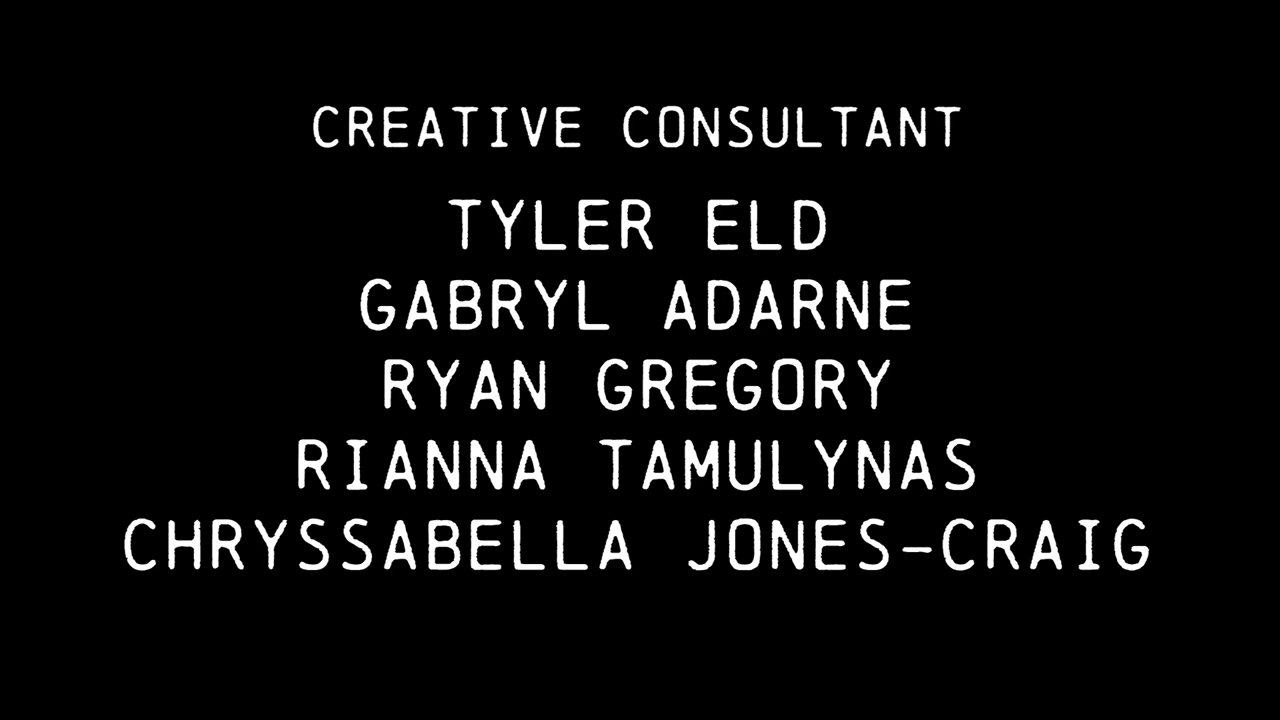 CREATIVE CONSULTANT
TYLER ELD
GABRYL ADARNE
RYAN GREGORY
RIANNA TAMULYNAS
CHRYSSABELLA JONES-CRAIG